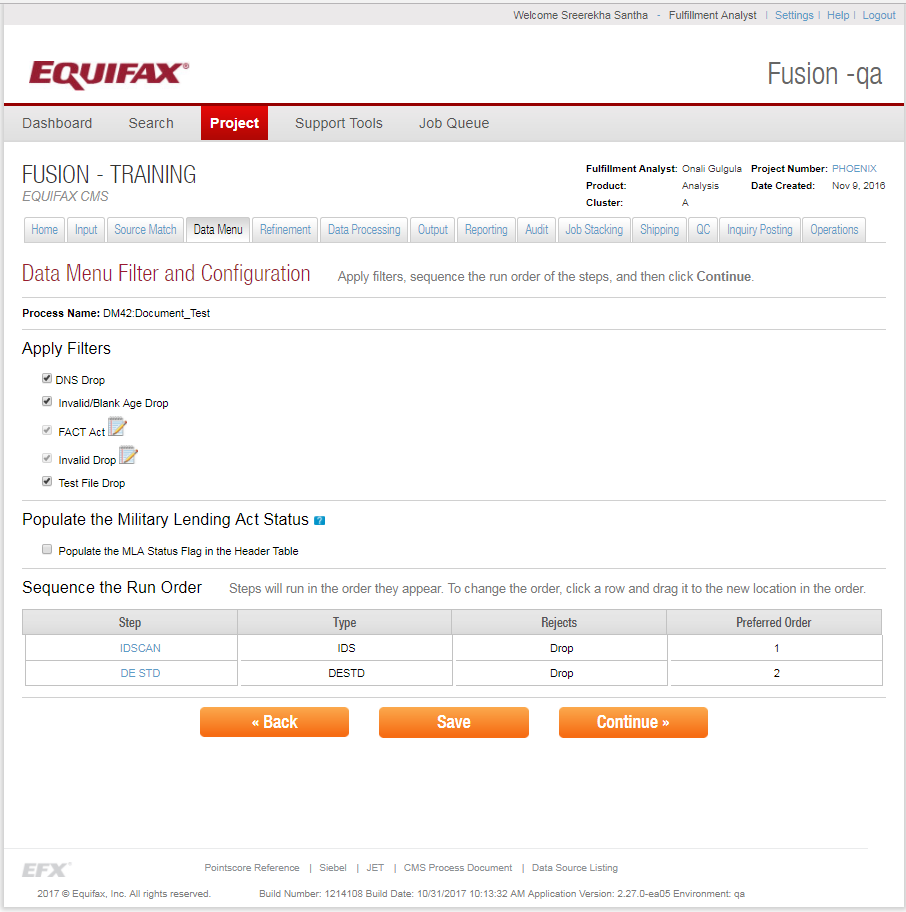 Welcome Sreerekha Santha - Fulfillment Analyst | Settings | Help | Logout
EQUIFAX®
Fusion -qa
Dashboard Search Project Support Tools Job Queue
FUSION - TRAINING
EQUIFAX CMS
Fulfillment Analyst: Onali Gulgula Project Number: PHOENIX
Product: Analysis Date Created: Nov 9, 2016
Cluster: A
Home Input Source Match Data Menu Refinement Data Processing Output Reporting Audit Job Stacking Shipping QC Inquiry Posting Operations
Data Menu Filter and Configuration Apply filters, sequence the run order of the steps, and then click Continue.
Process Name: DM42:Document_Test
Apply Filters
DNS Drop
Invalid/Blank Age Drop
FACT Act
Invalid Drop
Test File Drop
Populate the Military Lending Act Status ?
Populate the MLA Status Flag in the Header Table
Sequence the Run Order Steps will run in the order they appear. To change the order, click a row and drag it to the new location in the order.
Step Type Rejects Preferred Order
IDSCAN IDS Drop 1
DE STD DESTD Drop 2
« Back Save Continue »
EFX® Pointscore Reference | Siebel | JET | CMS Process Document | Data Source Listing
2017 © Equifax, Inc. All rights reserved. Build Number: 1214108 Build Date: 10/31/2017 10:13:32 AM Application Version: 2.27.0-ea05 Environment: qa